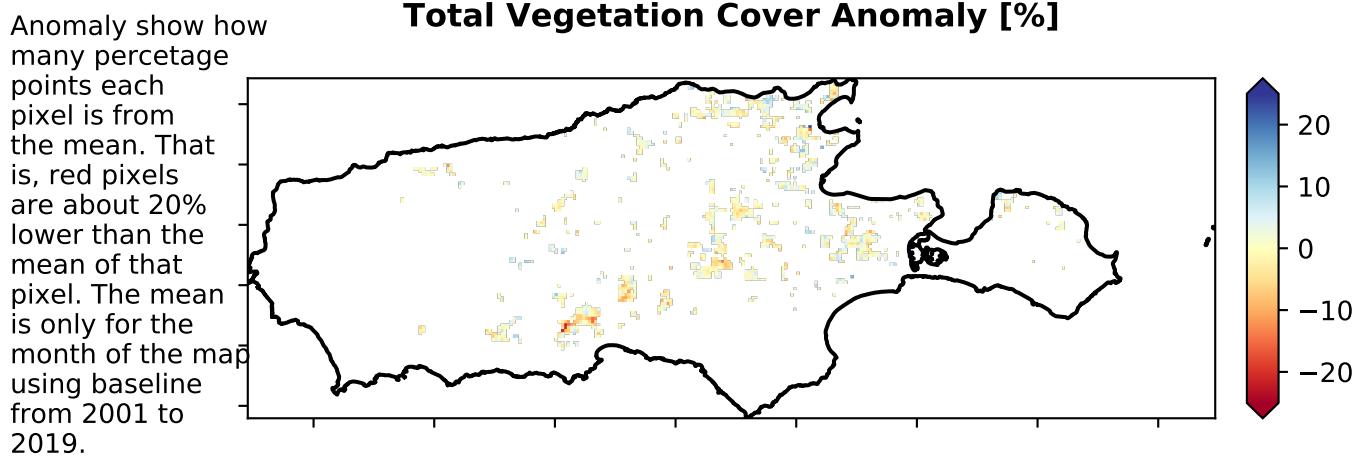 Total Vegetation Cover Anomaly [%]
Anomaly show how
many percetage
points each
pixel is from
the mean. That
is, red pixels
are about 20%
lower than the
mean of that
pixel. The mean
is only for the
month of the map
using baseline
from 2001 to
2019.
20
10
0
−10
−20